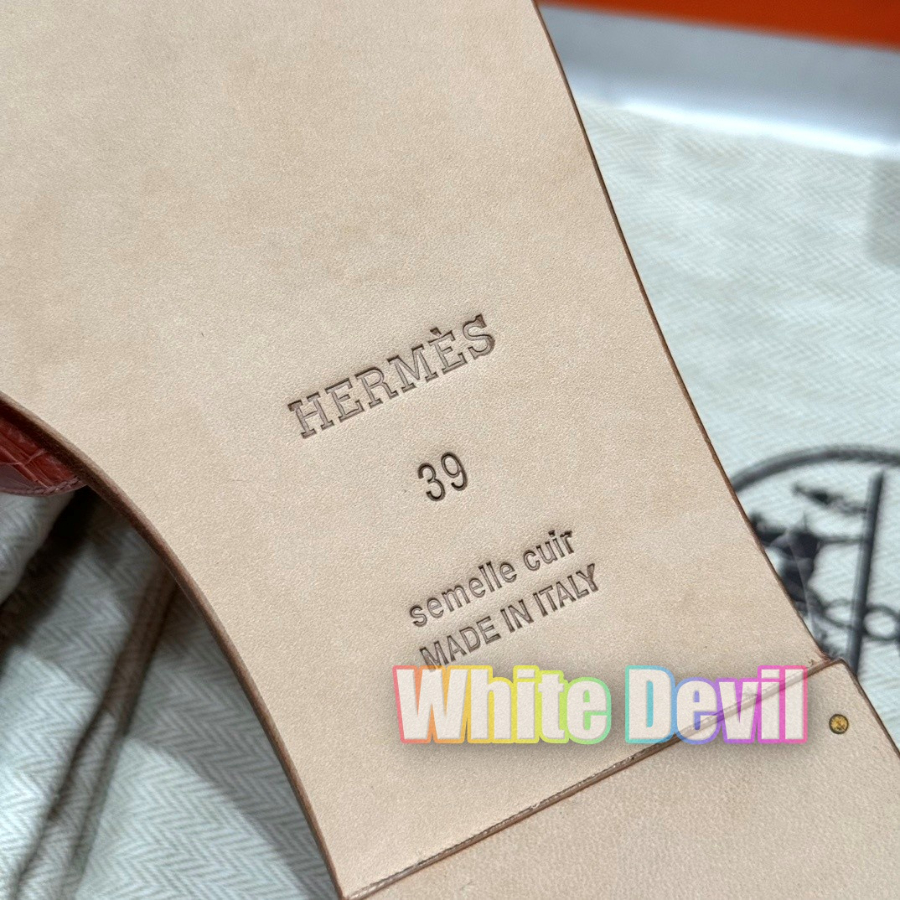 HERMÈS
39
semelle cuir
MADE IN ITALY
White Devil